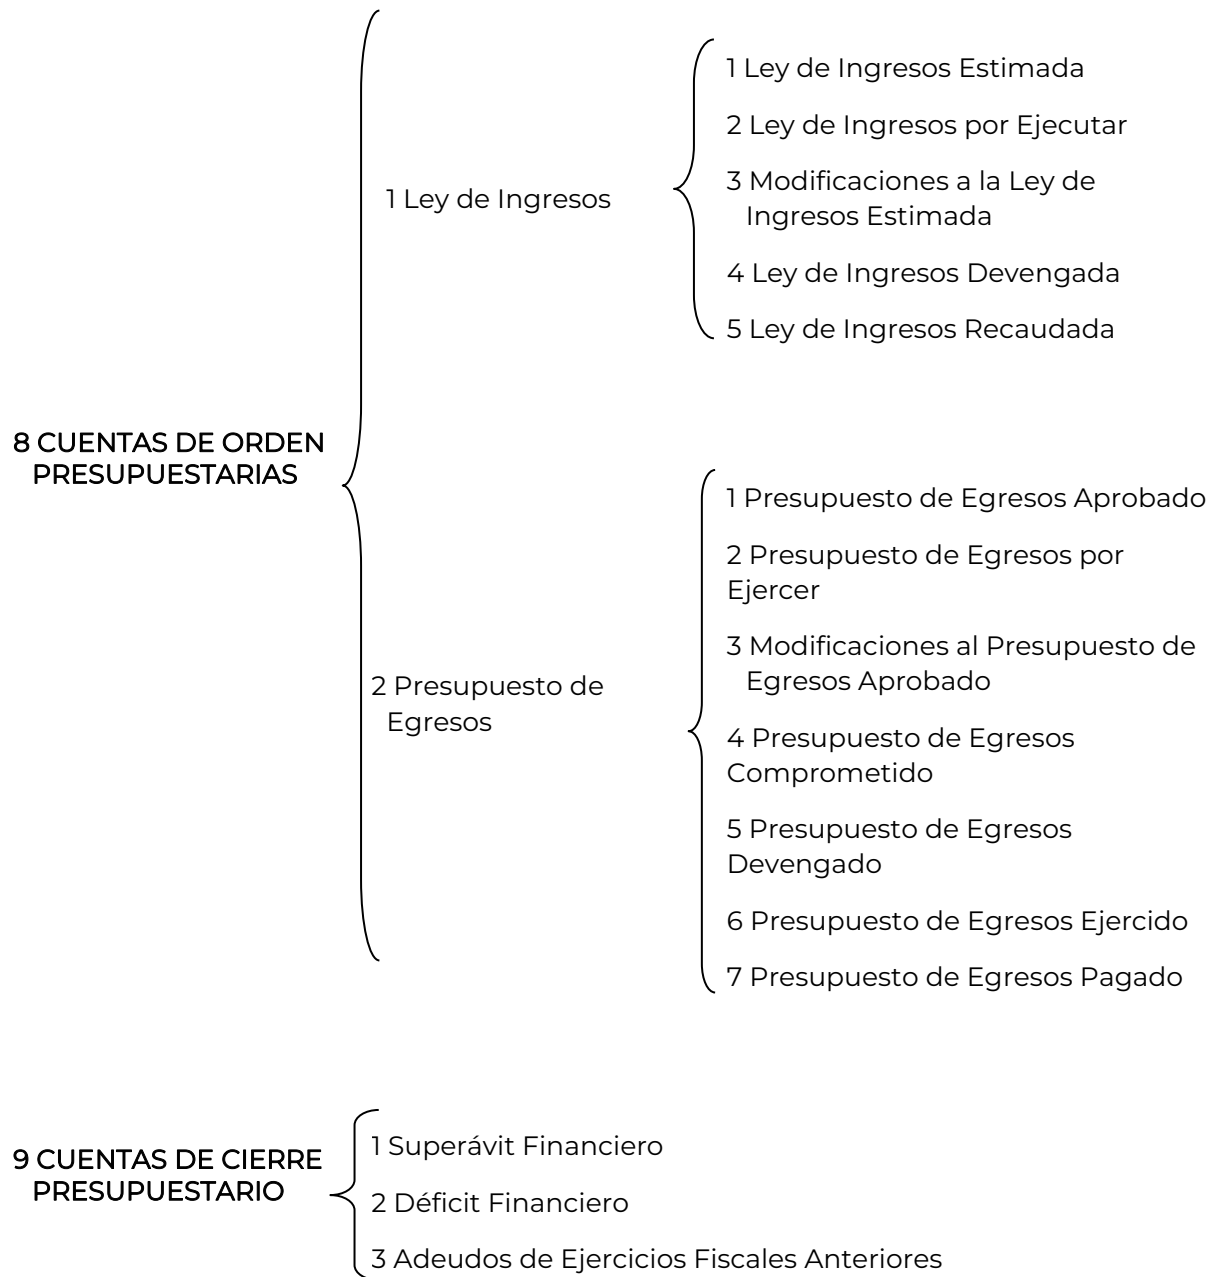 8 CUENTAS DE ORDEN
PRESUPUESTARIAS
1 Ley de Ingresos
1 Ley de Ingresos Estimada
2 Ley de Ingresos por Ejecutar
3 Modificaciones a la Ley de
Ingresos Estimada
4 Ley de Ingresos Devengada
5 Ley de Ingresos Recaudada
2 Presupuesto de
Egresos
1 Presupuesto de Egresos Aprobado
2 Presupuesto de Egresos por
Ejercer
3 Modificaciones al Presupuesto de
Egresos Aprobado
4 Presupuesto de Egresos
Comprometido
5 Presupuesto de Egresos
Devengado
6 Presupuesto de Egresos Ejercido
7 Presupuesto de Egresos Pagado
9 CUENTAS DE CIERRE
PRESUPUESTARIO
1 Superávit Financiero
2 Déficit Financiero
3 Adeudos de Ejercicios Fiscales Anteriores